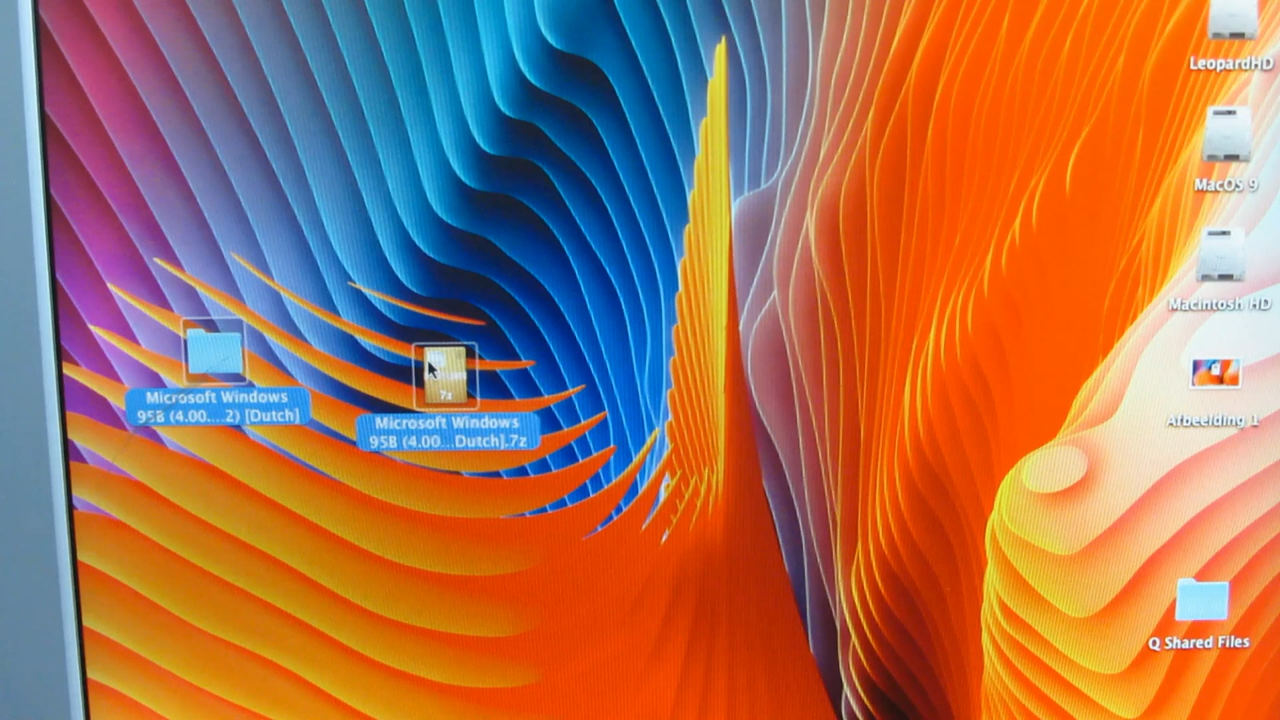 LeopardHD
MacOS 9
Macintosh HD
Afbeelding 1
Microsoft Windows
95B (4.00....2) [Dutch]
7z
Microsoft Windows
95B (4.00...Dutch].7z
Q Shared Files